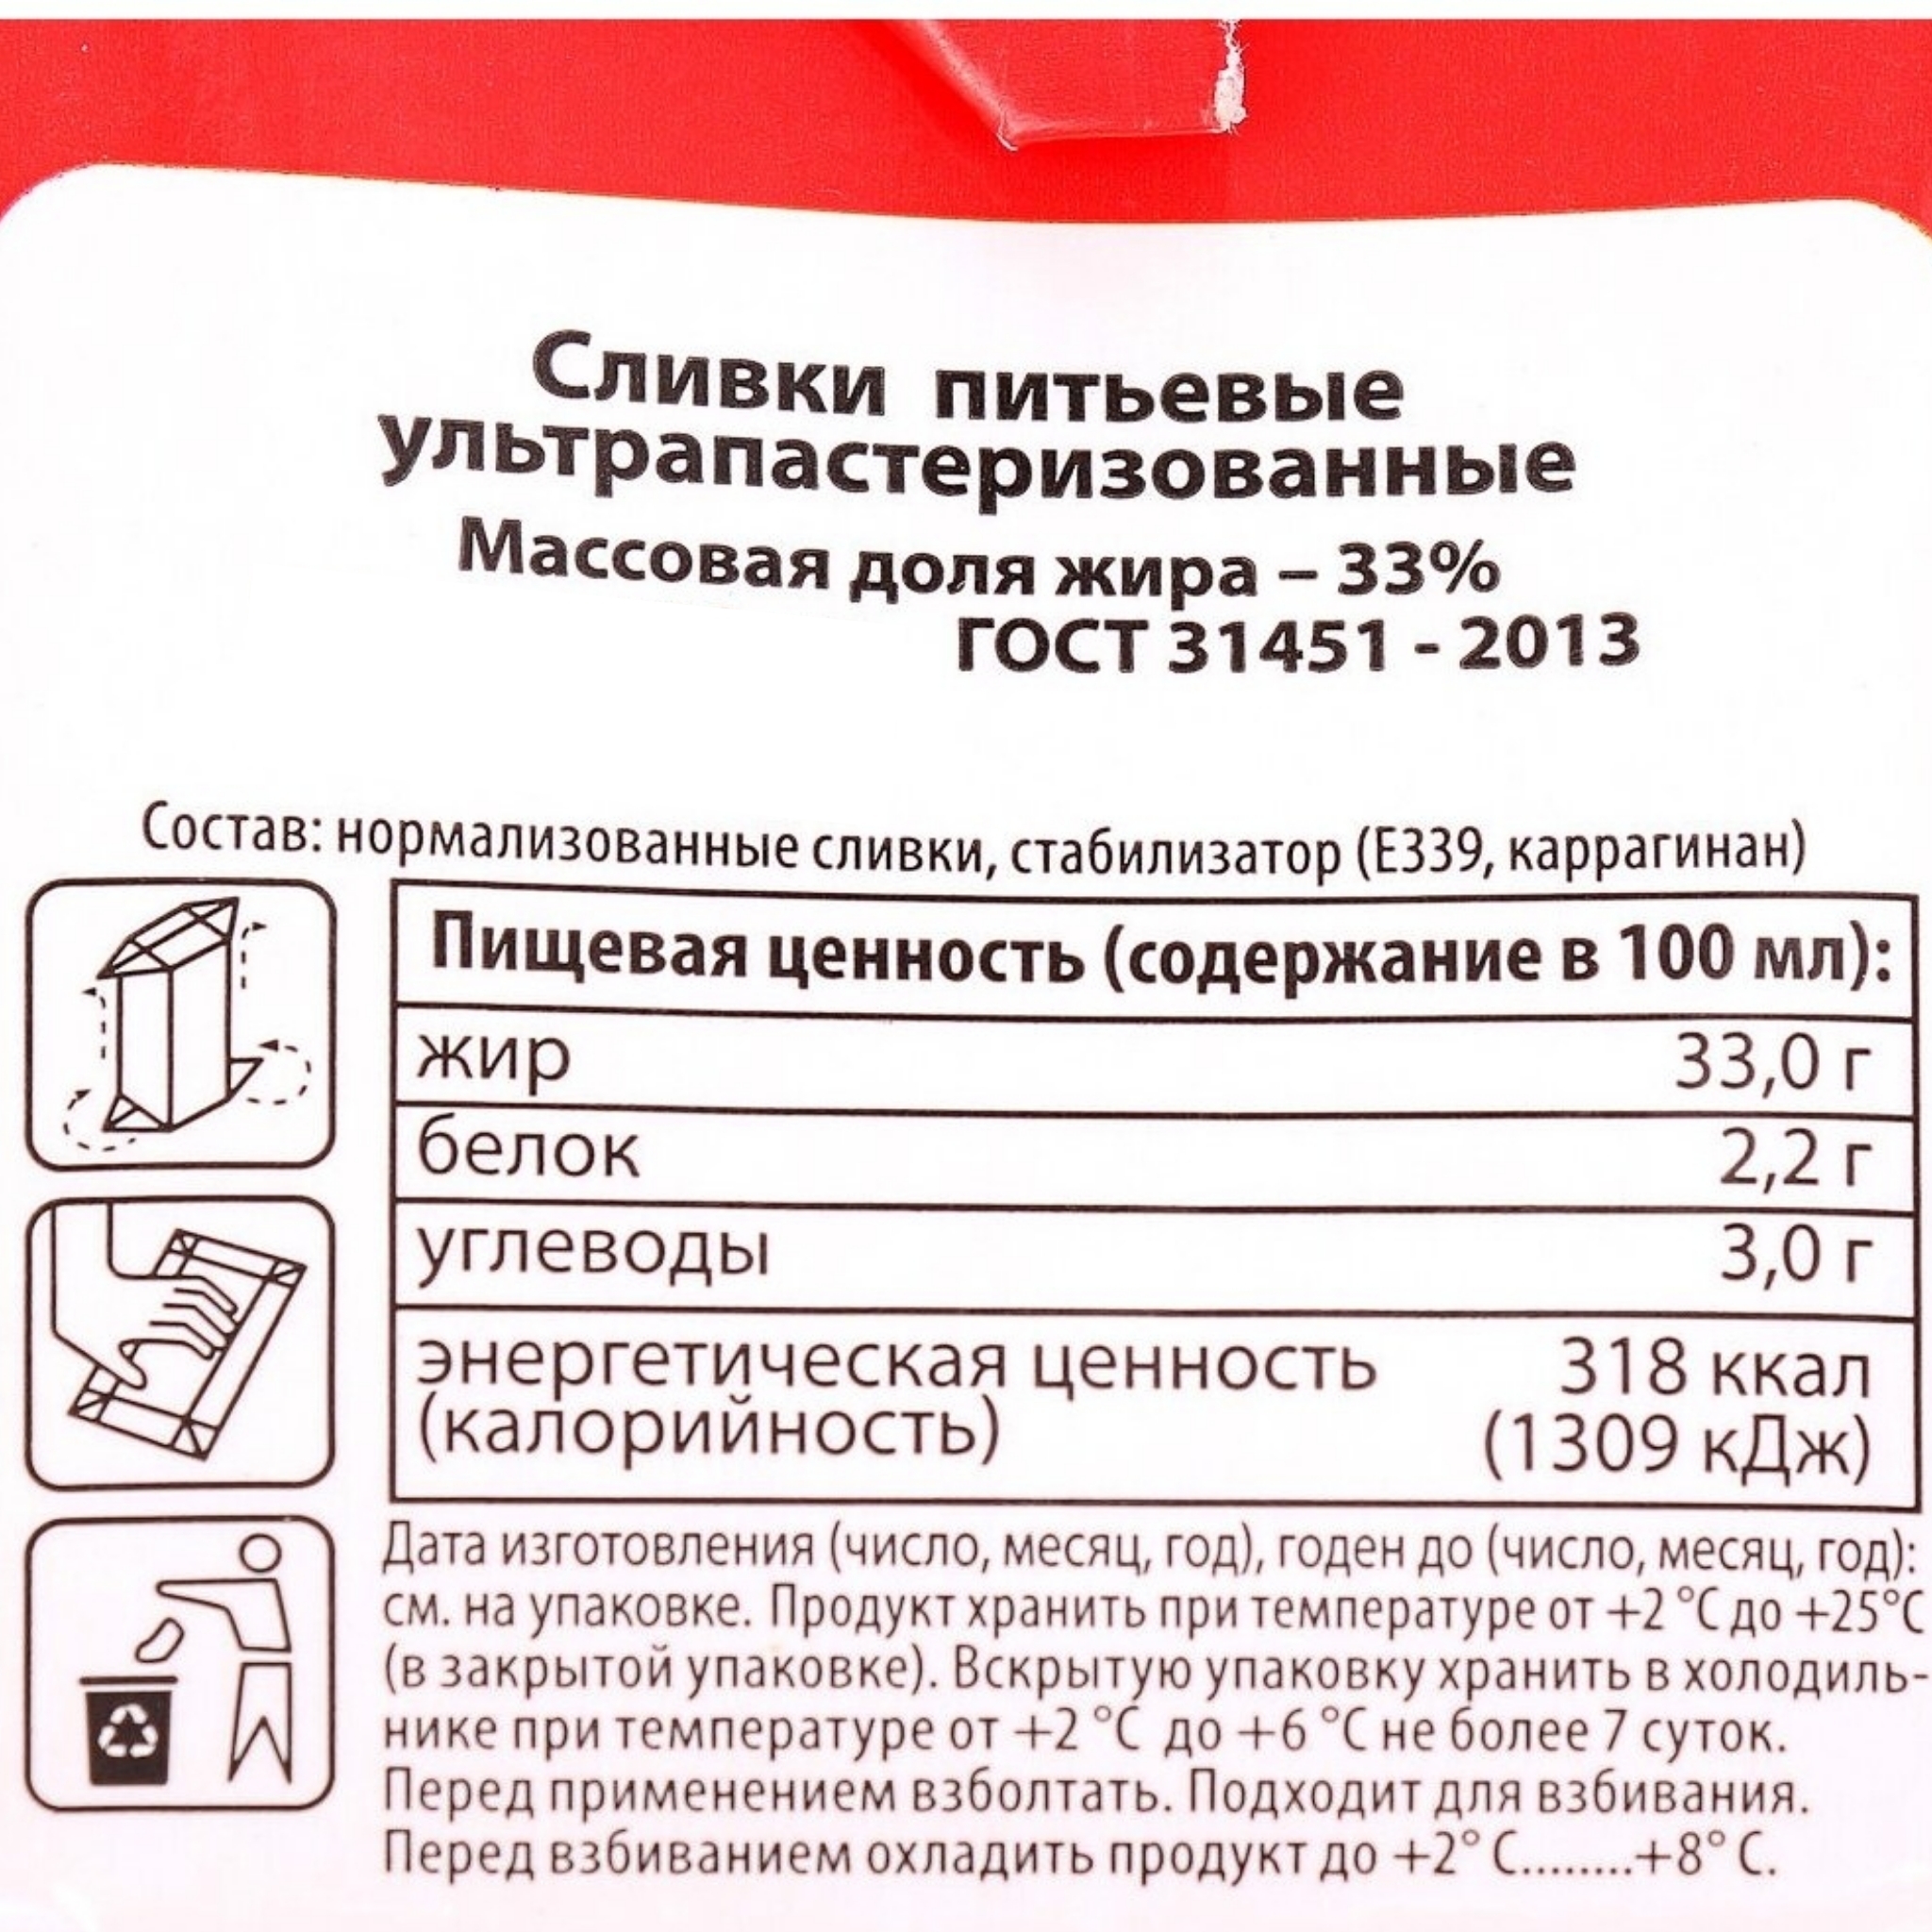 Сливки питьевые
ультрапастеризованные
Массовая доля жира – 33%
ГОСТ 31451 - 2013
Состав: нормализованные сливки, стабилизатор (Е339, каррагинан)
Пищевая ценность (содержание в 100 мл):
жир 33,0 г
белок 2,2 г
углеводы 3,0 г
энергетическая ценность 318 ккал
(калорийность) (1309 кДж)
Дата изготовления (число, месяц, год), годен до (число, месяц, год):
см. на упаковке. Продукт хранить при температуре от +2 °С до +25°С
(в закрытой упаковке). Вскрытую упаковку хранить в холодиль-
нике при температуре от +2 °С до +6 °С не более 7 суток.
Перед применением взболтать. Подходит для взбивания.
Перед взбиванием охладить продукт до +2° С........+8° С.